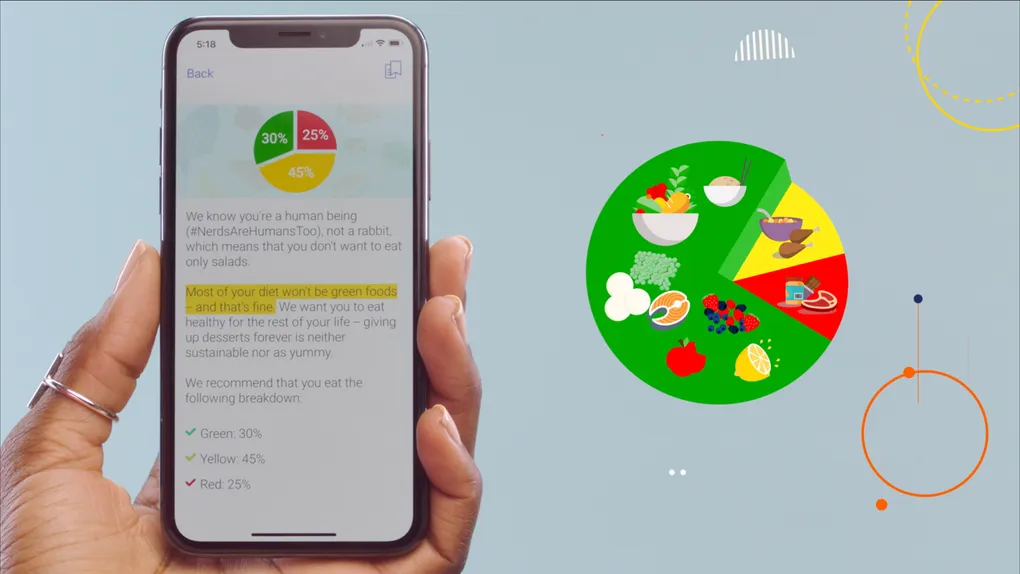 5:18
Back
30%
25%
45%
We know you're a human being
(#NerdsAreHumansToo), not a rabbit,
which means that you don't want to eat
only salads.
Most of your diet won't be green foods
– and that's fine. We want you to eat
healthy for the rest of your life – giving
up desserts forever is neither
sustainable nor as yummy.
We recommend that you eat the
following breakdown:
Green: 30%
Yellow: 45%
Red: 25%